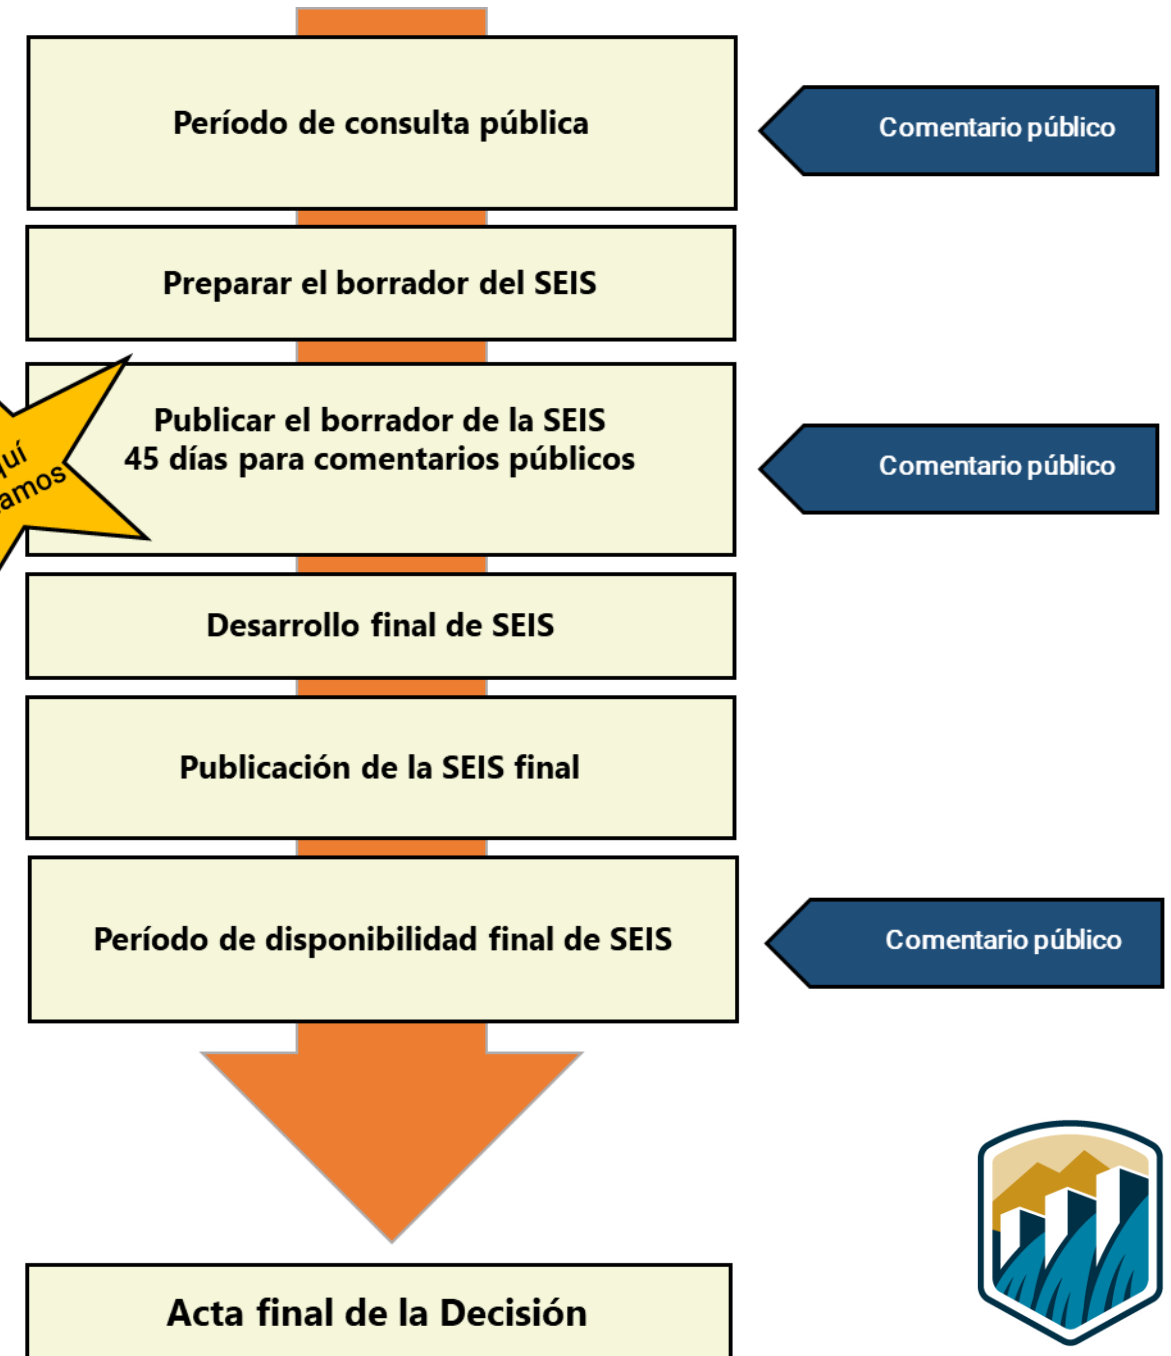 Período de consulta pública
Comentario público
Preparar el borrador del SEIS
Publicar el borrador de la SEIS
45 días para comentarios públicos
Comentario público
Desarrollo final de SEIS
Publicación de la SEIS final
Período de disponibilidad final de SEIS
Comentario público
Acta final de la Decisión